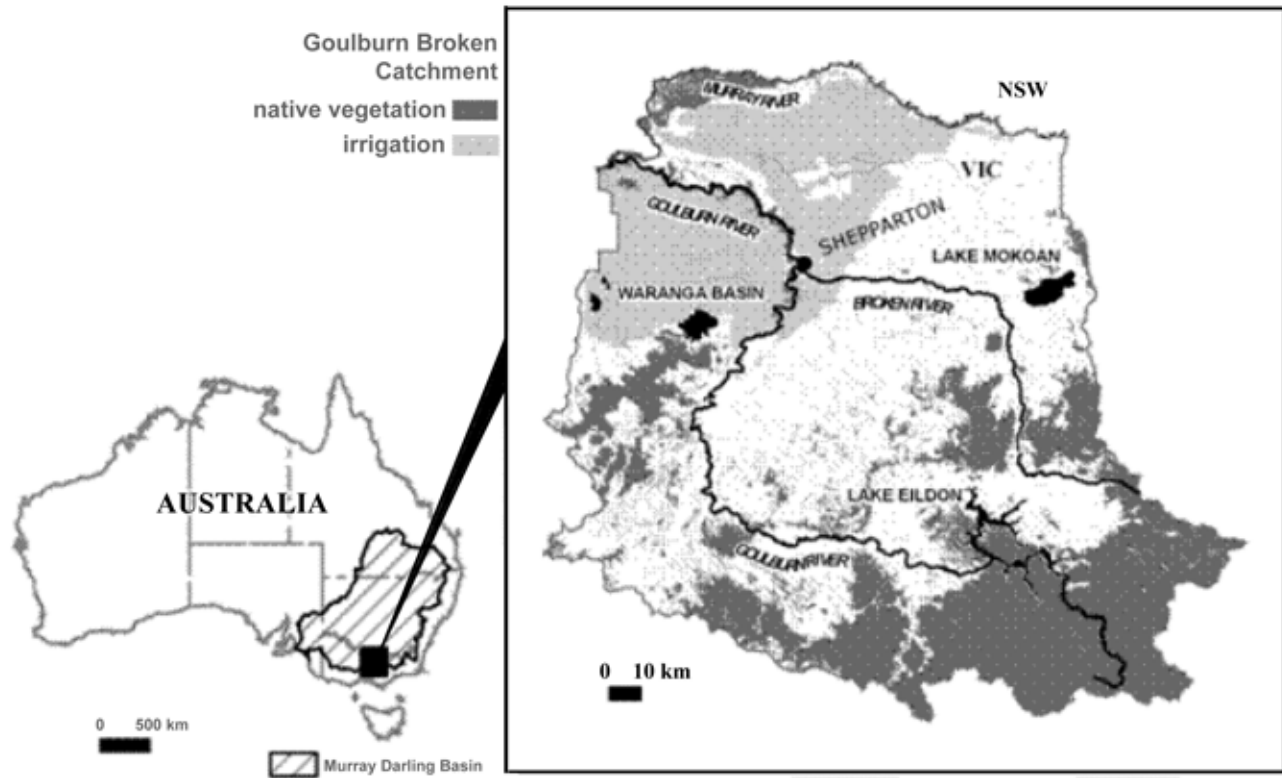 Goulburn Broken
Catchment
native vegetation
irrigation
AUSTRALIA
0 500 km
Murray Darling Basin
MURRAY RIVER
NSW
VIC
GOULBURN RIVER
SHEPPARTON
LAKE MOKOAN
WARANGA BASIN
BROKEN RIVER
LAKE EILDON
GOULBURN RIVER
0 10 km